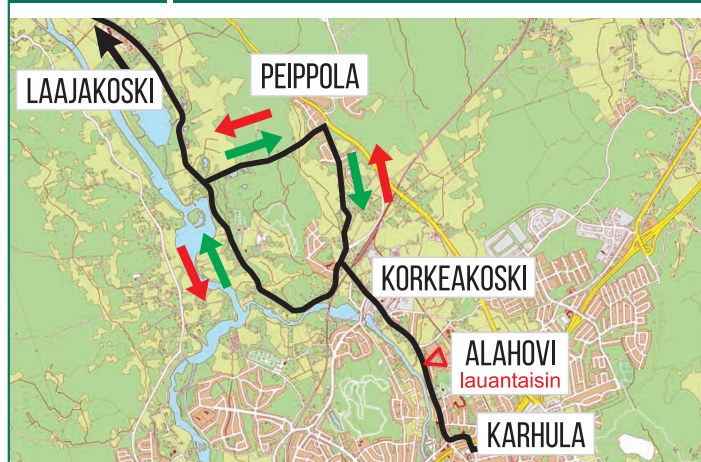 PEIPPOLA
LAAJAKOSKI
KORKEAKOSKI
ALAHOVI
lauantaisin
KARHULA